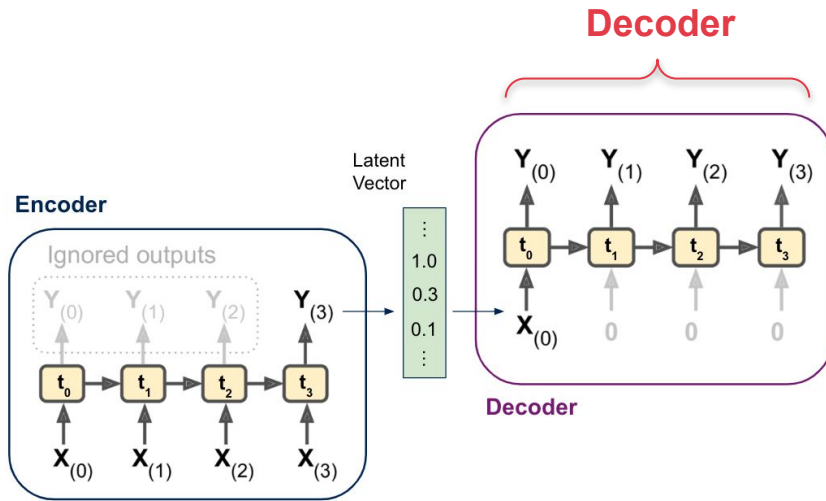 Decoder
Y(0) Y(1) Y(2) Y(3)
t0 t1 t2 t3
X(0) 0 0 0
Decoder
Latent
Vector
⋮
1.0
0.3
0.1
⋮
Encoder
Ignored outputs
Y(0) Y(1) Y(2) Y(3)
t0 t1 t2 t3
X(0) X(1) X(2) X(3)